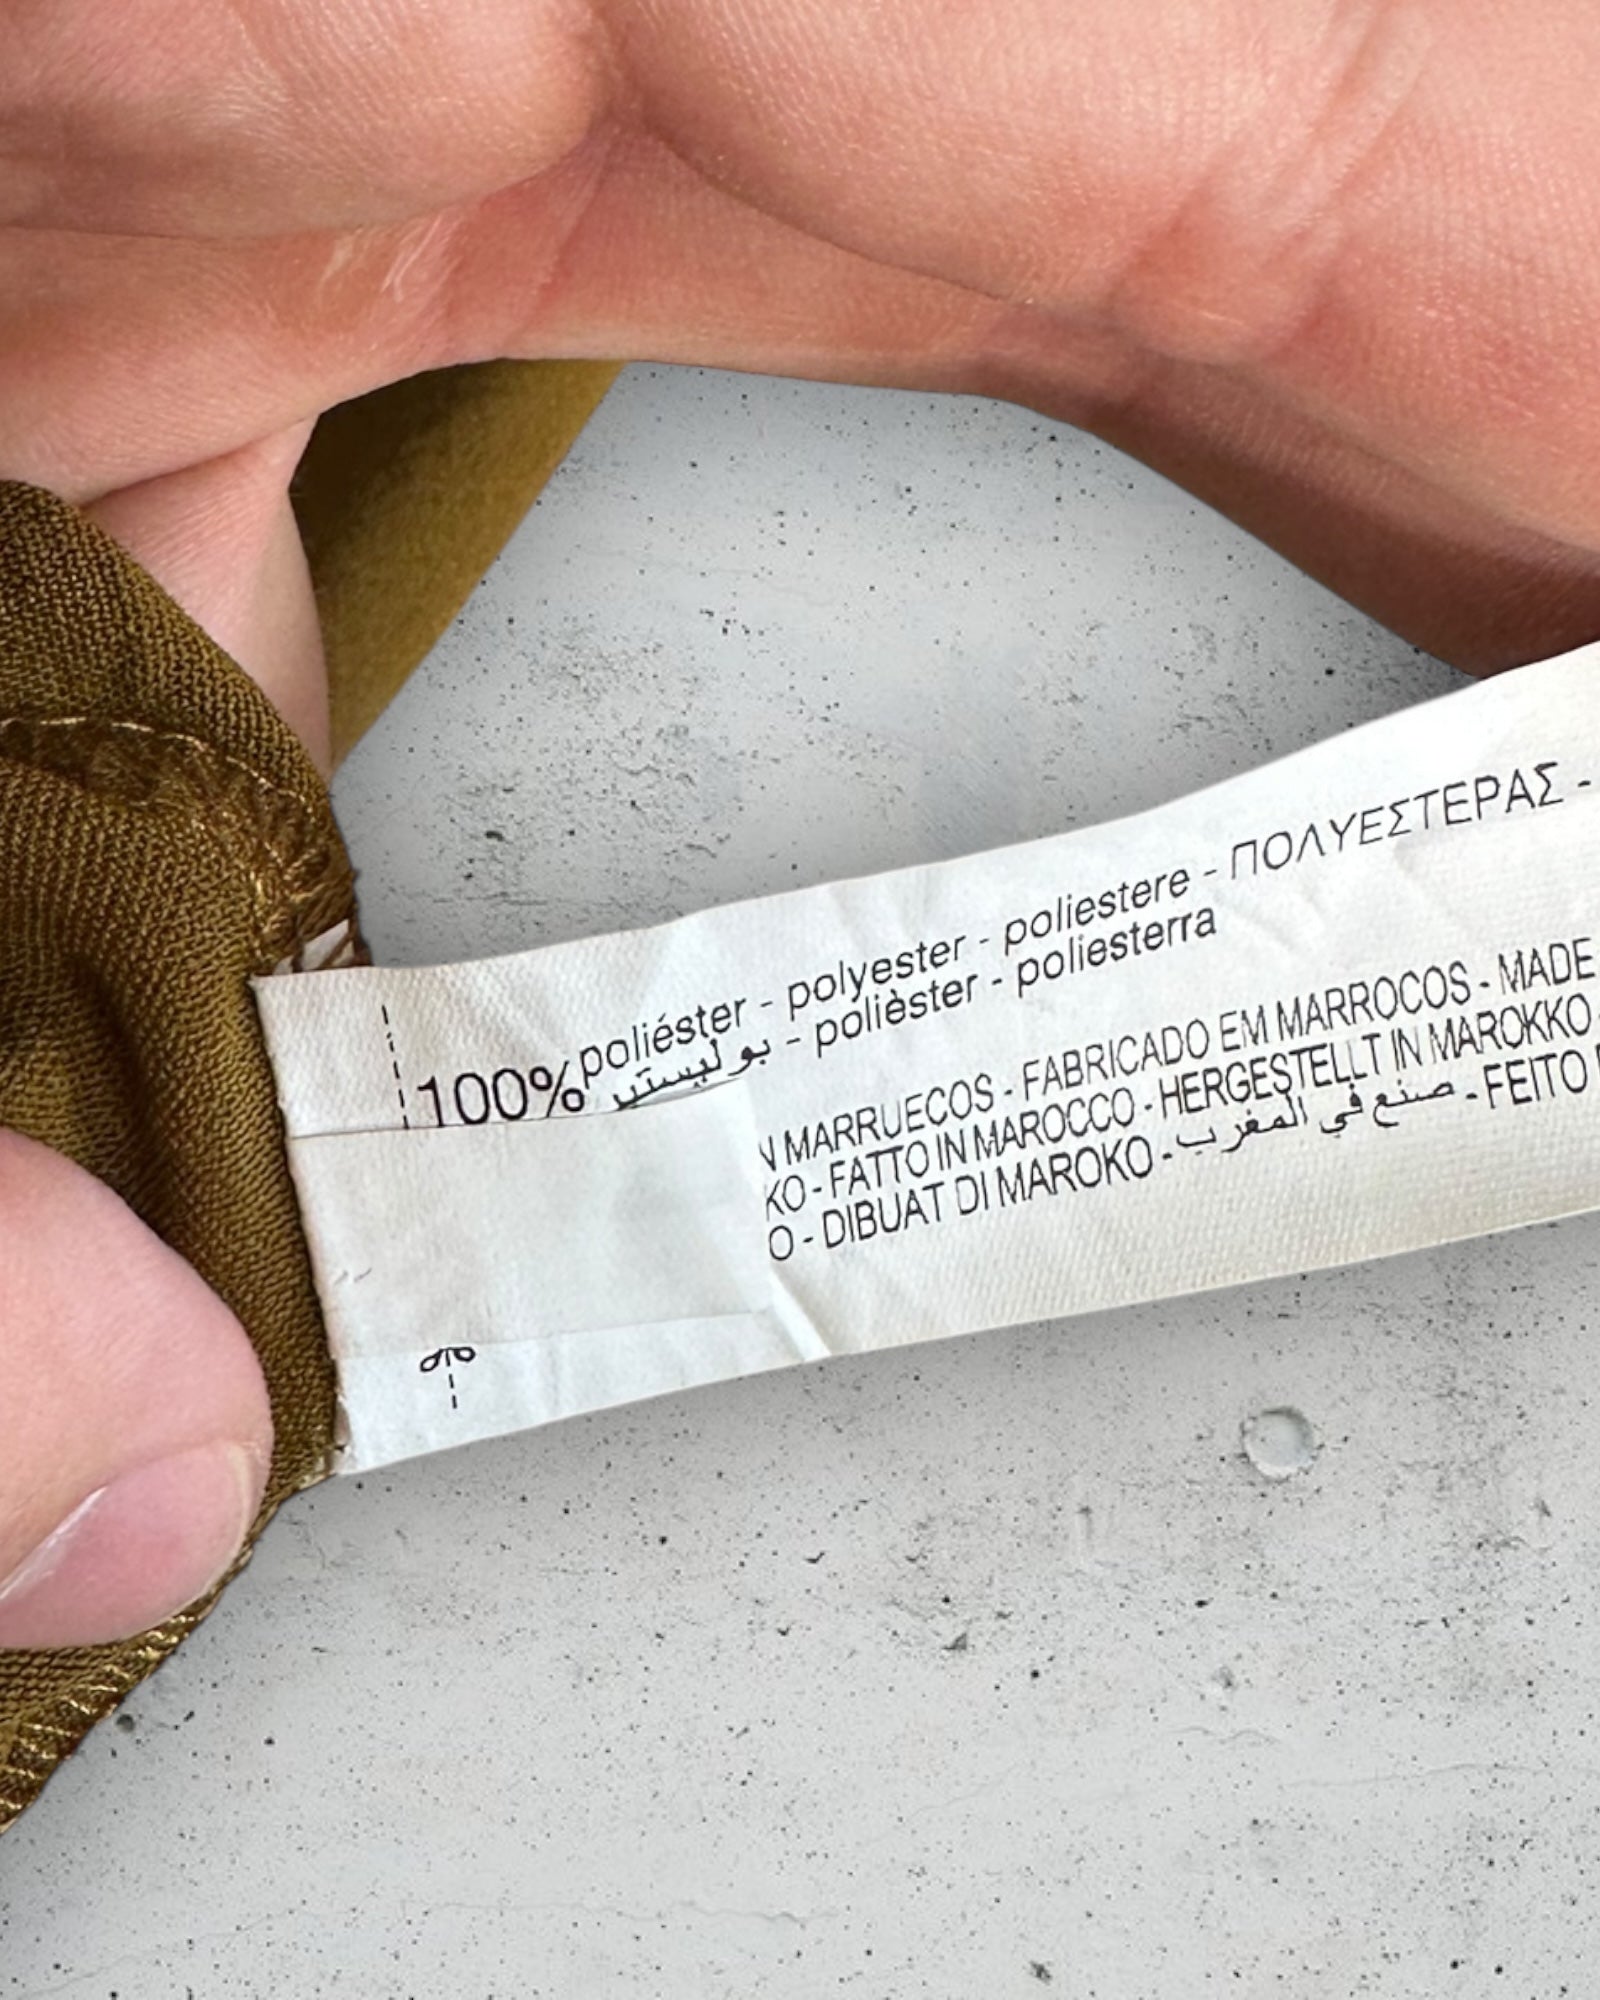 100% poliéster - polyester - poliestere - ΠΟΛΥΕΣΤΕΡΑΣ -
بوليستير - polièster - poliesterra
MARRUECOS - FABRICADO EM MARROCOS - MADE
KO - FATTO IN MAROCCO - HERGESTELLT IN MAROKKO -
O - DIBUAT DI MAROKO - صنع في المغرب - FEITO